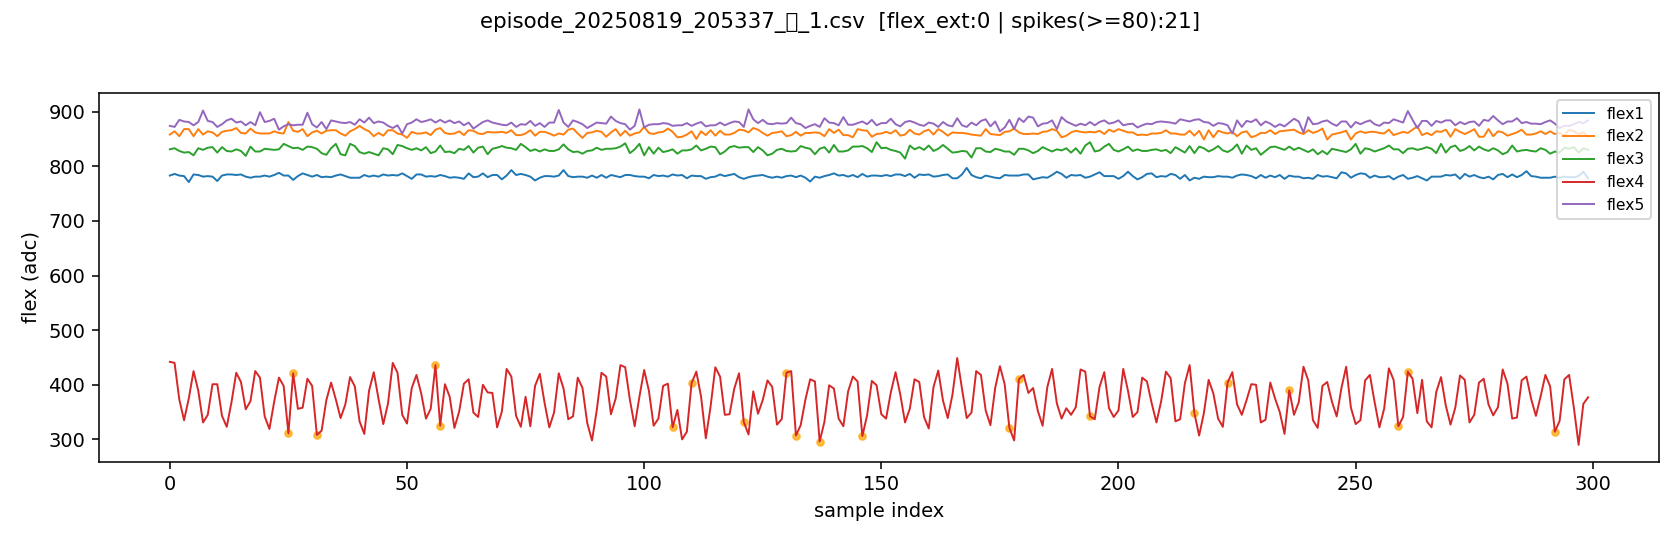 episode_20250819_205337_▯_1.csv [flex_ext:0 | spikes(>=80):21]
900
800
700
600
500
400
300
flex (adc)
flex1
flex2
flex3
flex4
flex5
0
50
100
150
200
250
300
sample index